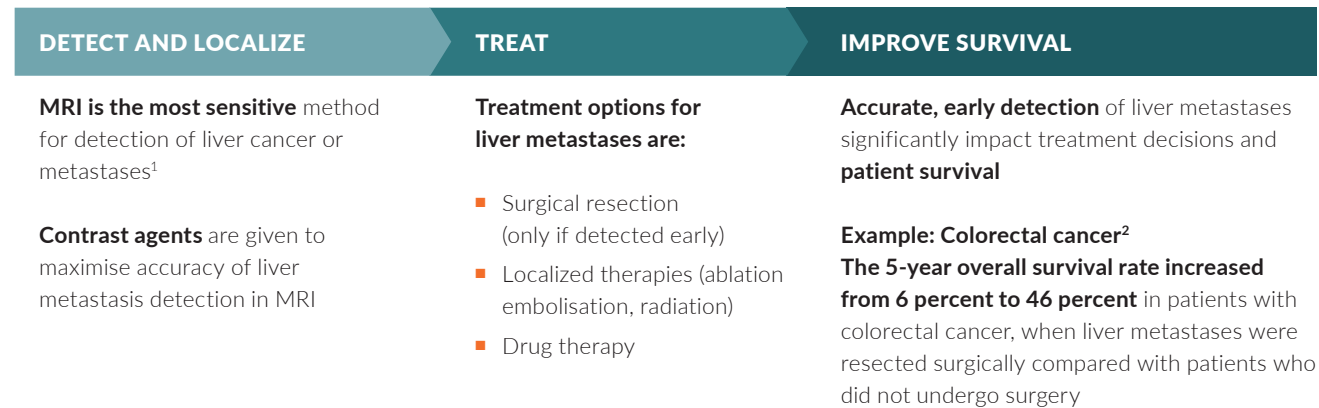 DETECT AND LOCALIZE
MRI is the most sensitive method
for detection of liver cancer or
metastases1
Contrast agents are given to
maximise accuracy of liver
metastasis detection in MRI
TREAT
Treatment options for
liver metastases are:
Surgical resection
(only if detected early)
Localized therapies (ablation
embolisation, radiation)
Drug therapy
IMPROVE SURVIVAL
Accurate, early detection of liver metastases
significantly impact treatment decisions and
patient survival
Example: Colorectal cancer2
The 5-year overall survival rate increased
from 6 percent to 46 percent in patients with
colorectal cancer, when liver metastases were
resected surgically compared with patients who
did not undergo surgery